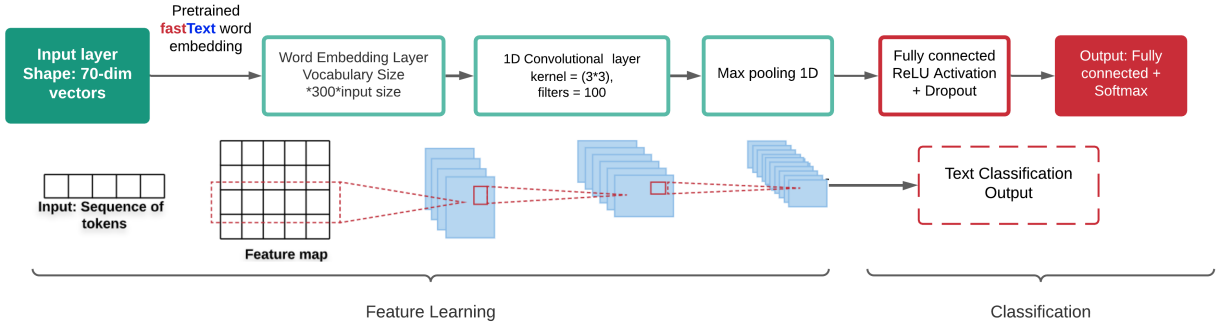 Pretrained
fastText word
embedding
Input layer
Shape: 70-dim
vectors
Word Embedding Layer
Vocabulary Size
*300*input size
1D Convolutional layer
kernel = (3*3),
filters = 100
Max pooling 1D
Fully connected
ReLU Activation
+ Dropout
Output: Fully
connected +
Softmax
Input: Sequence of
tokens
Feature map
Text Classification
Output
Feature Learning
Classification